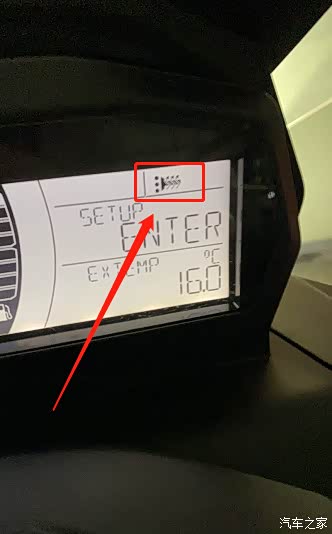 SETUP
ENTER
EXTEMP
°C
16.0
汽车之家